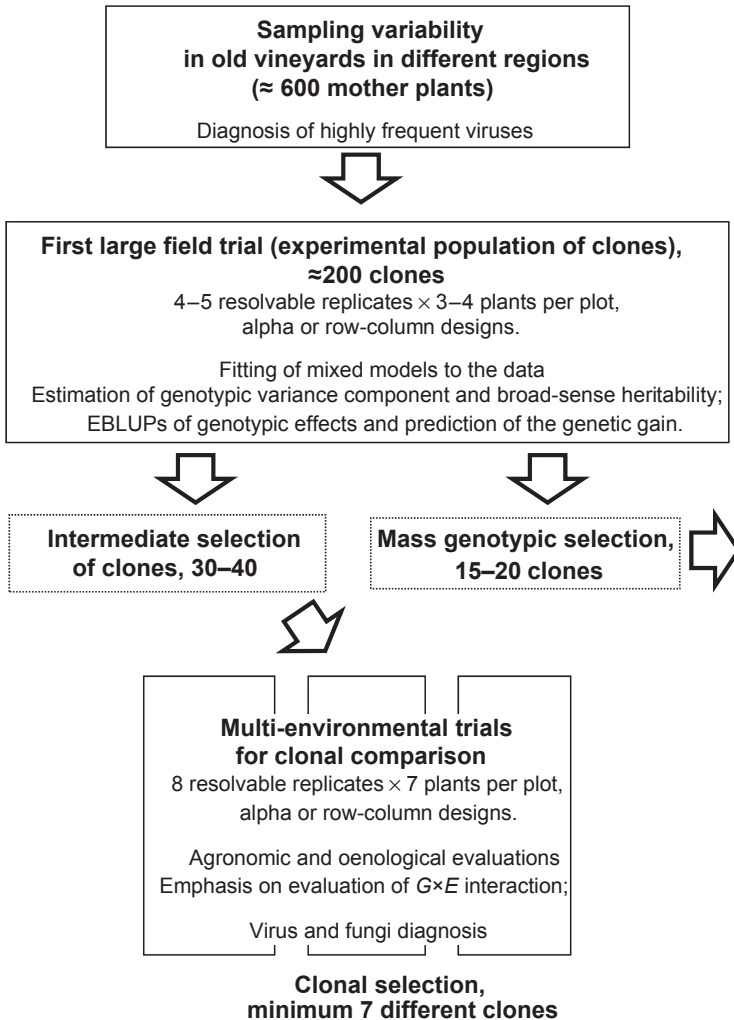 Sampling variability
in old vineyards in different regions
(≈ 600 mother plants)
Diagnosis of highly frequent viruses
First large field trial (experimental population of clones),
≈200 clones
4–5 resolvable replicates × 3–4 plants per plot,
alpha or row-column designs.
Fitting of mixed models to the data
Estimation of genotypic variance component and broad-sense heritability;
EBLUPs of genotypic effects and prediction of the genetic gain.
Intermediate selection
of clones, 30–40
Mass genotypic selection,
15–20 clones
Multi-environmental trials
for clonal comparison
8 resolvable replicates × 7 plants per plot,
alpha or row-column designs.
Agronomic and oenological evaluations
Emphasis on evaluation of G×E interaction;
Virus and fungi diagnosis
Clonal selection,
minimum 7 different clones